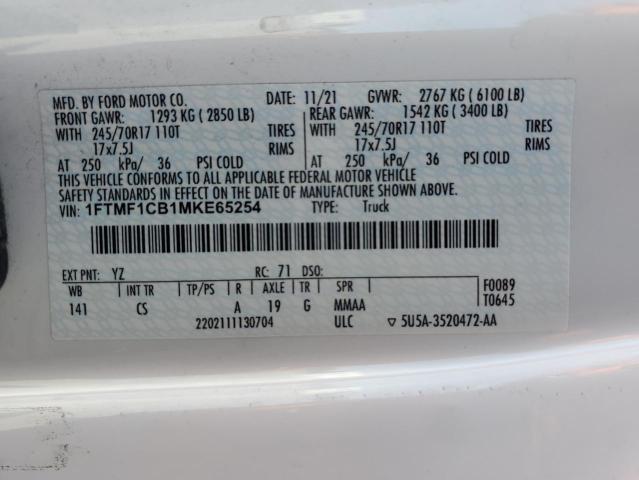 MFD. BY FORD MOTOR CO. DATE: 11/21 GVWR: 2767 KG ( 6100 LB)
FRONT GAWR: 1293 KG ( 2850 LB) REAR GAWR: 1542 KG ( 3400 LB)
WITH 245/70R17 110T TIRES WITH 245/70R17 110T TIRES
17x7.5J RIMS 17x7.5J RIMS
AT 250 kPa/ 36 PSI COLD AT 250 kPa/ 36 PSI COLD
THIS VEHICLE CONFORMS TO ALL APPLICABLE FEDERAL MOTOR VEHICLE
SAFETY STANDARDS IN EFFECT ON THE DATE OF MANUFACTURE SHOWN ABOVE.
VIN: 1FTMF1CB1MKE65254 TYPE: Truck
EXT PNT: YZ RC: 71 DSO: F0089
WB INT TR TP/PS R AXLE TR SPR T0645
141 CS A 19 G MMAA
2202111130704 ULC ▽ 5U5A-3520472-AA